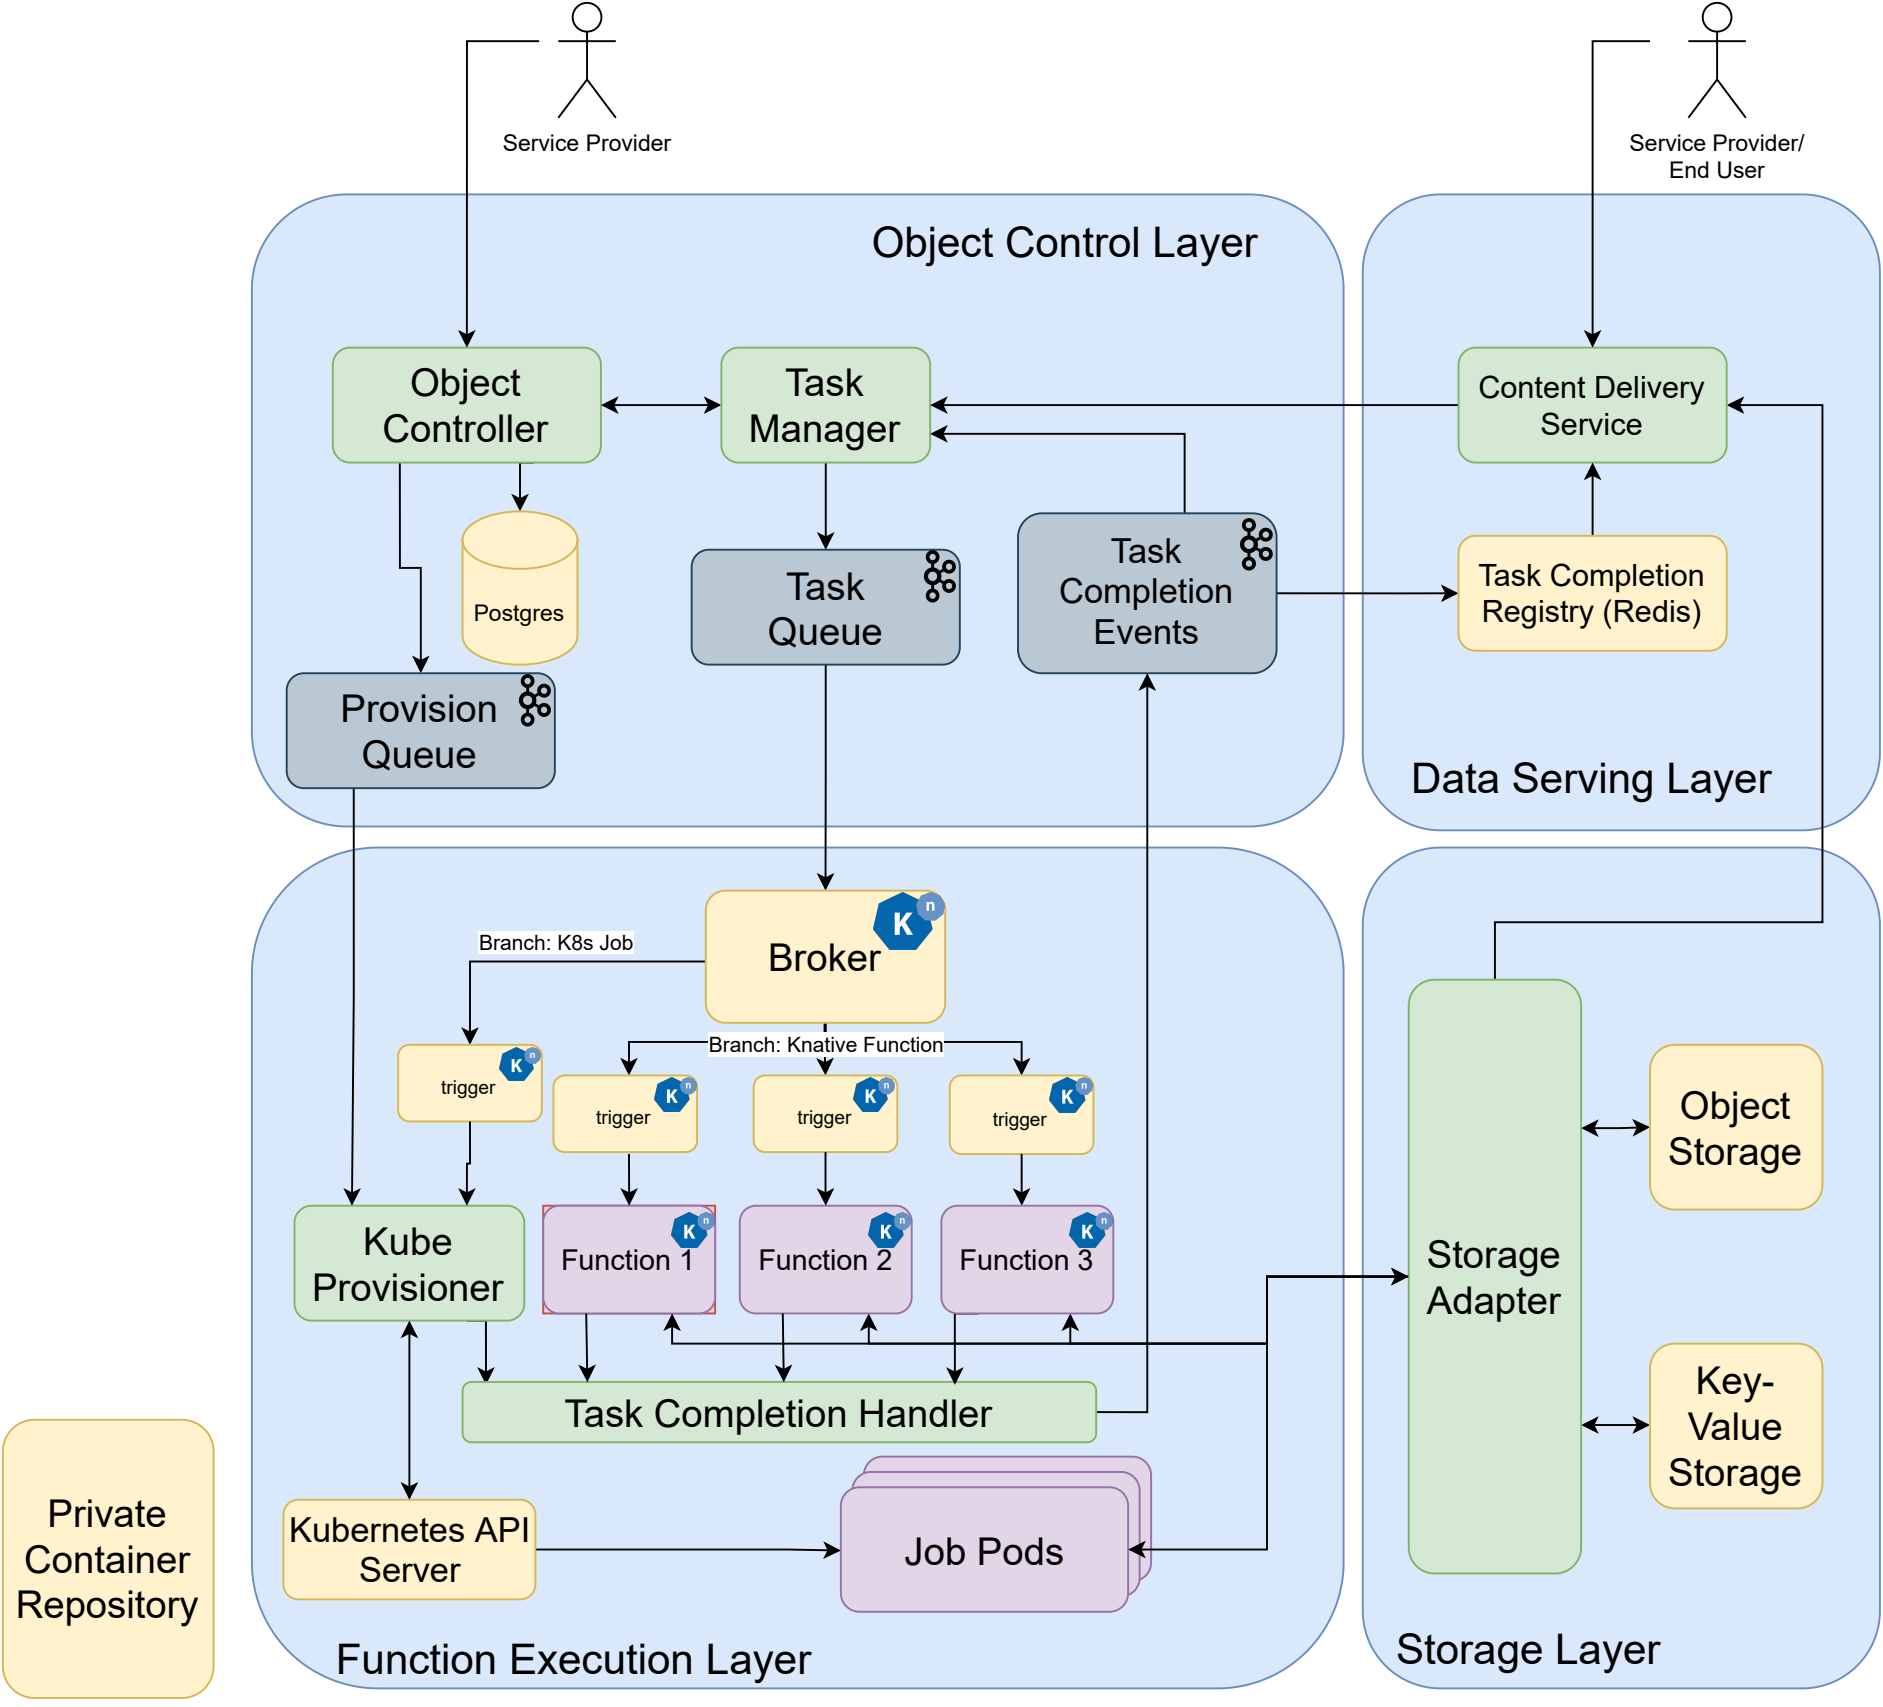 Service Provider
Service Provider/
End User
Object Control Layer
Object
Controller
Task
Manager
Content Delivery
Service
Postgres
Task
Queue
Task
Completion
Events
Task Completion
Registry (Redis)
Provision
Queue
Data Serving Layer
Broker
K
n
Branch: K8s Job
Branch: Knative Function
trigger
K
n
trigger
K
n
trigger
K
n
trigger
K
n
Kube
Provisioner
Function 1
K
n
Function 2
K
n
Function 3
K
n
Task Completion Handler
Kubernetes API
Server
Job Pods
Function Execution Layer
Storage
Adapter
Object
Storage
Key-
Value
Storage
Storage Layer
Private
Container
Repository